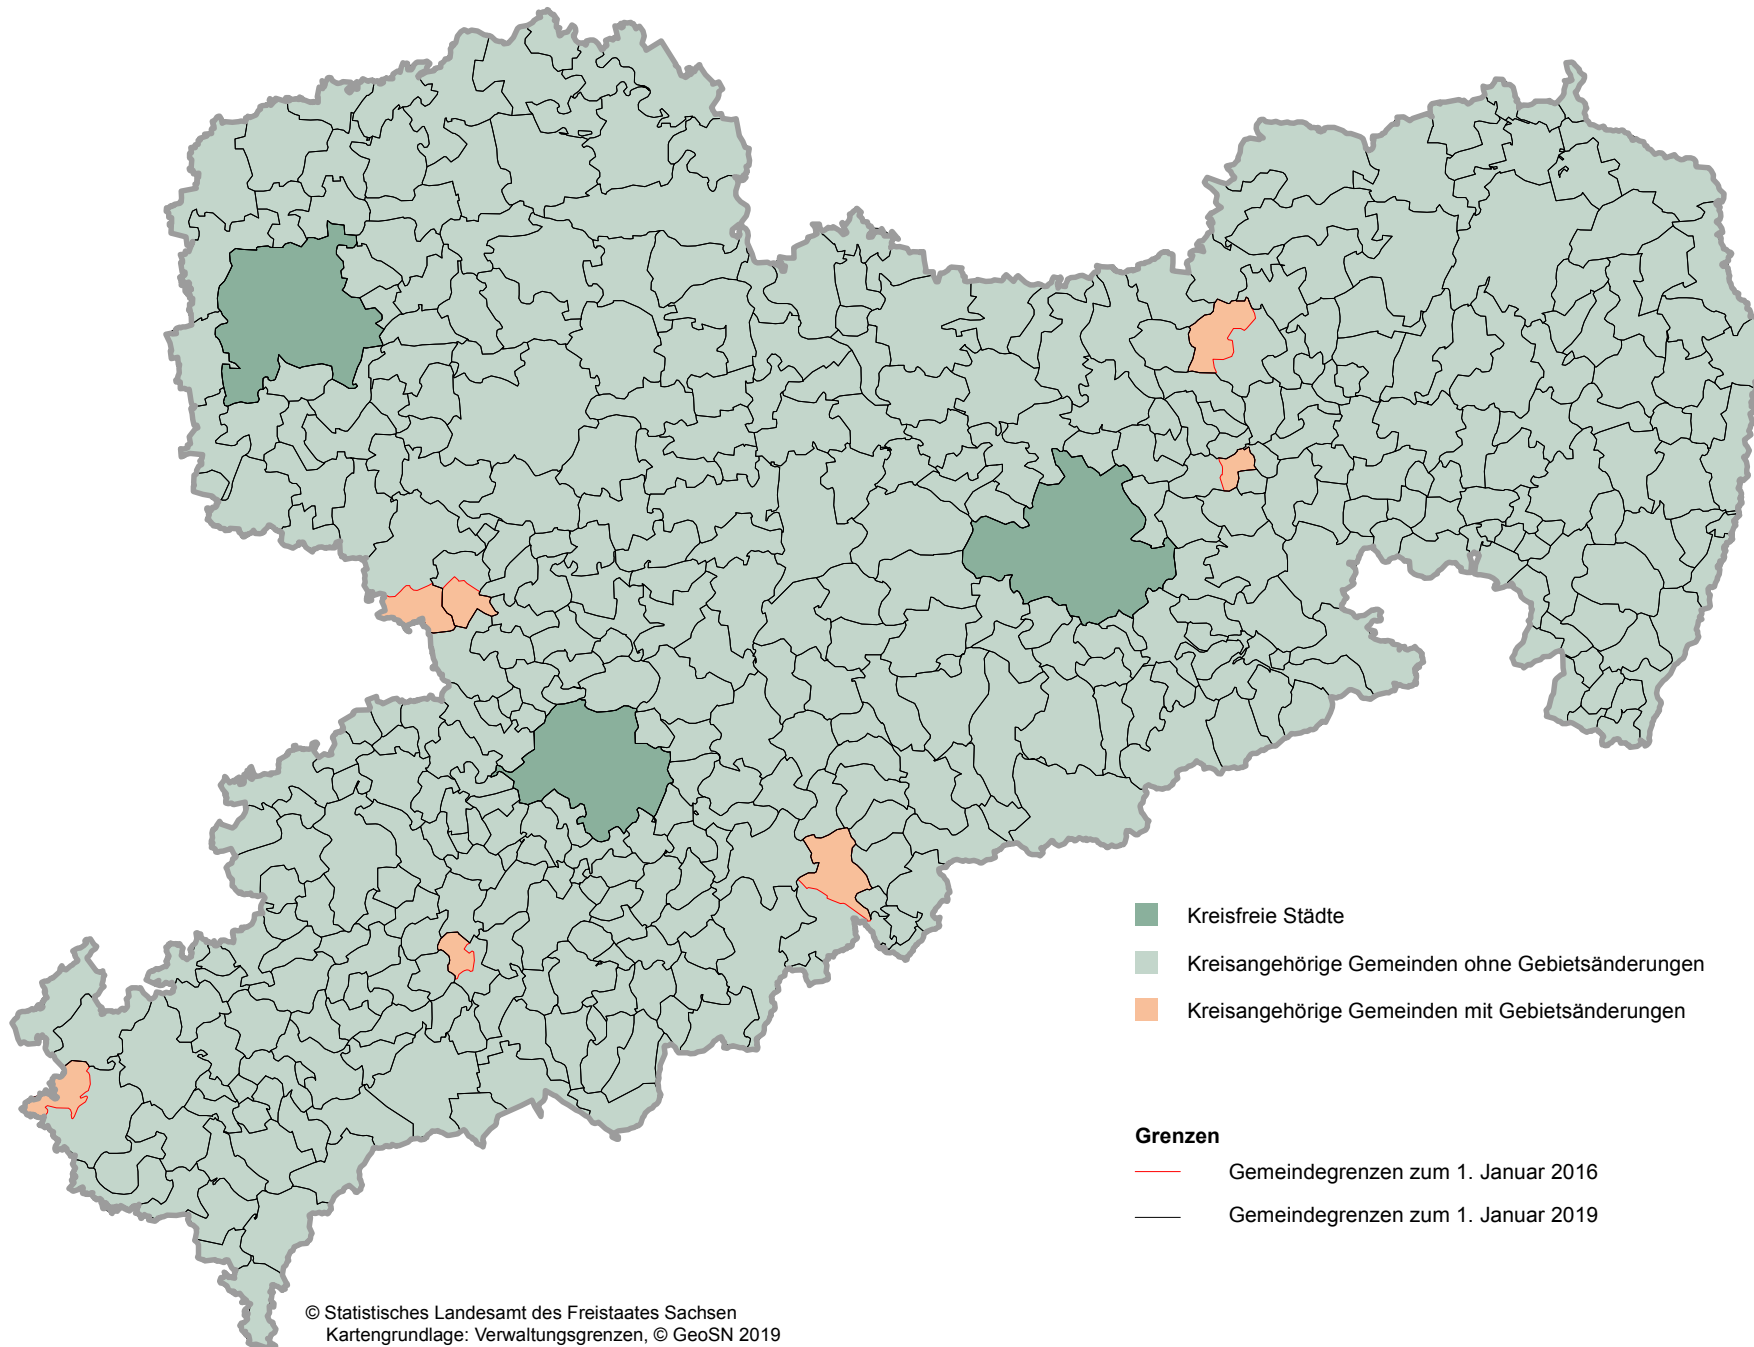 Kreisfreie Städte
Kreisangehörige Gemeinden ohne Gebietsänderungen
Kreisangehörige Gemeinden mit Gebietsänderungen
Grenzen
Gemeindegrenzen zum 1. Januar 2016
Gemeindegrenzen zum 1. Januar 2019
© Statistisches Landesamt des Freistaates Sachsen
Kartengrundlage: Verwaltungsgrenzen, © GeoSN 2019